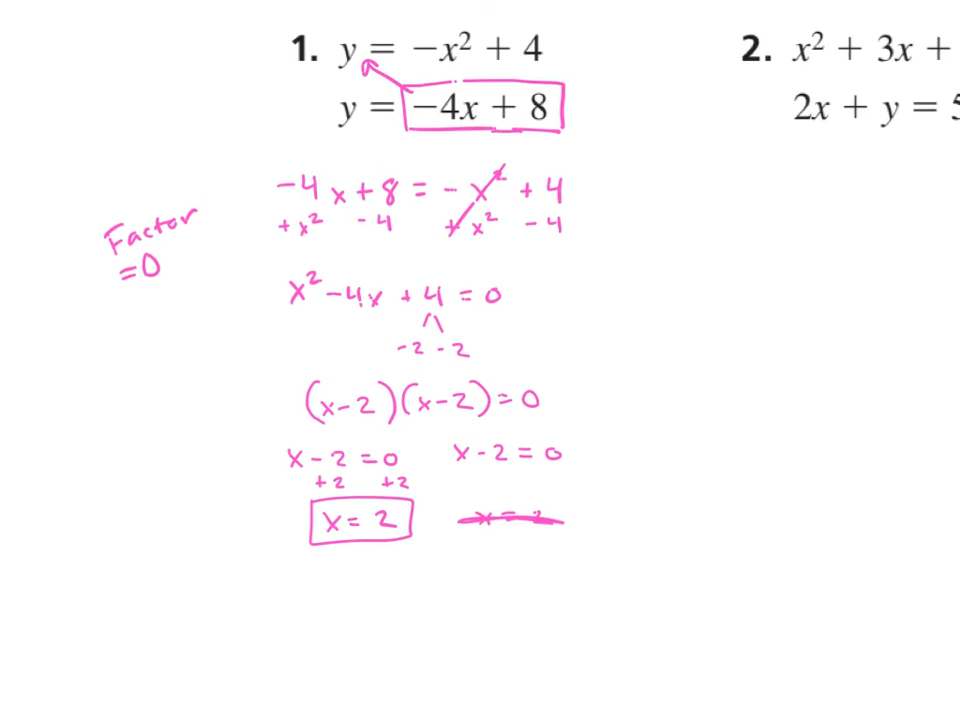 1. y = −x² + 4
y = −4x + 8
2. x² + 3x +
2x + y = 5
-4x + 8 = -x² + 4
+x² -4 +x² -4
Factor
=0
x² - 4x + 4 = 0
-2 -2
(x-2)(x-2) = 0
x - 2 = 0 x - 2 = 0
+2 +2
x = 2 x = 2